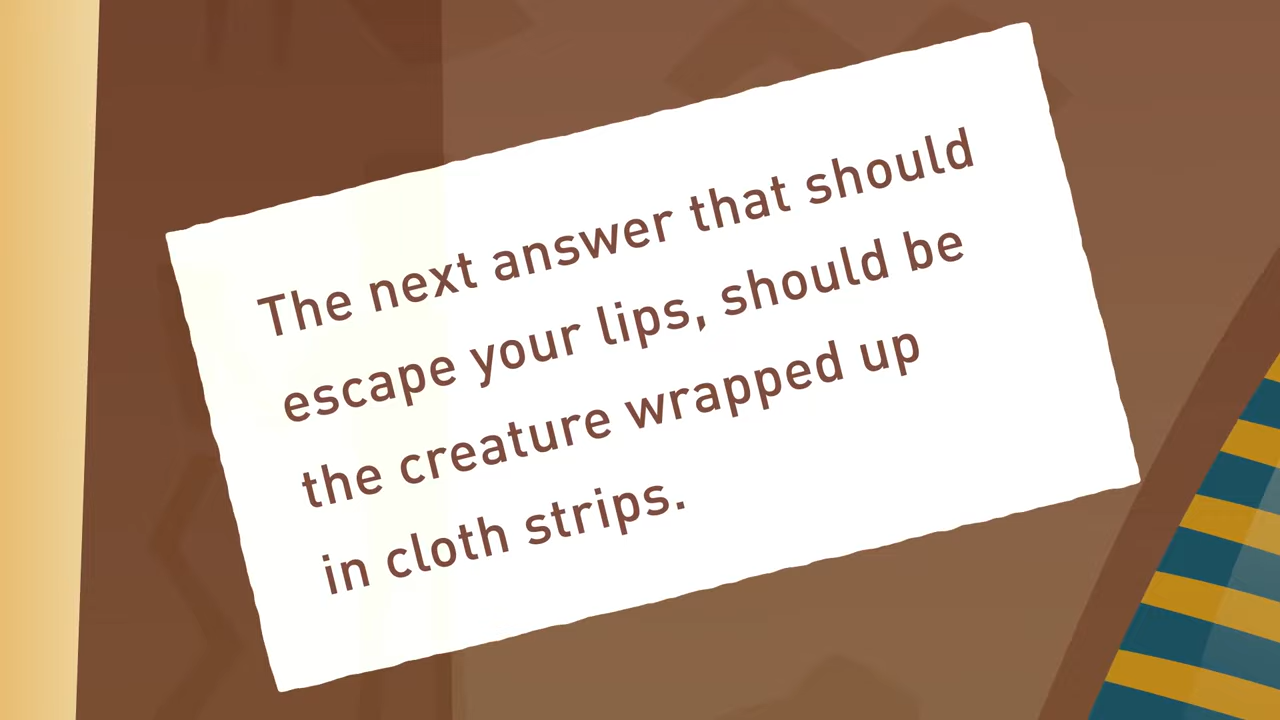 The next answer that should
escape your lips, should be
the creature wrapped up
in cloth strips.